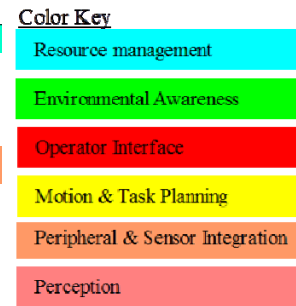 Color Key
Resource management
Environmental Awareness
Operator Interface
Motion & Task Planning
Peripheral & Sensor Integration
Perception